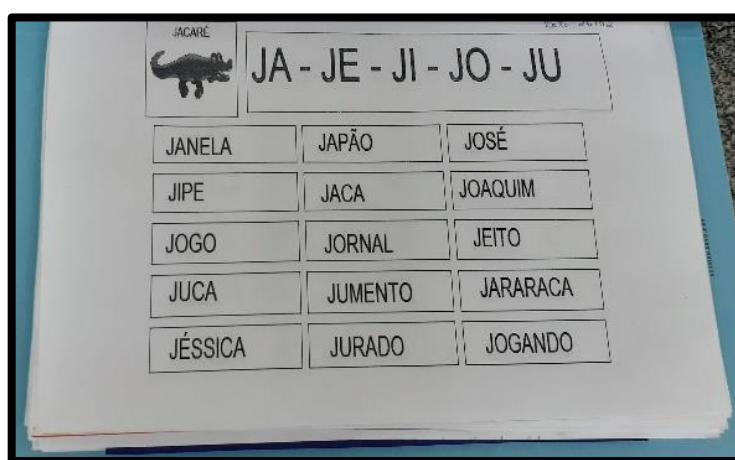 JACARÉ
JA - JE - JI - JO - JU
JANELA JAPÃO JOSÉ
JIPE JACA JOAQUIM
JOGO JORNAL JEITO
JUCA JUMENTO JARARACA
JÉSSICA JURADO JOGANDO